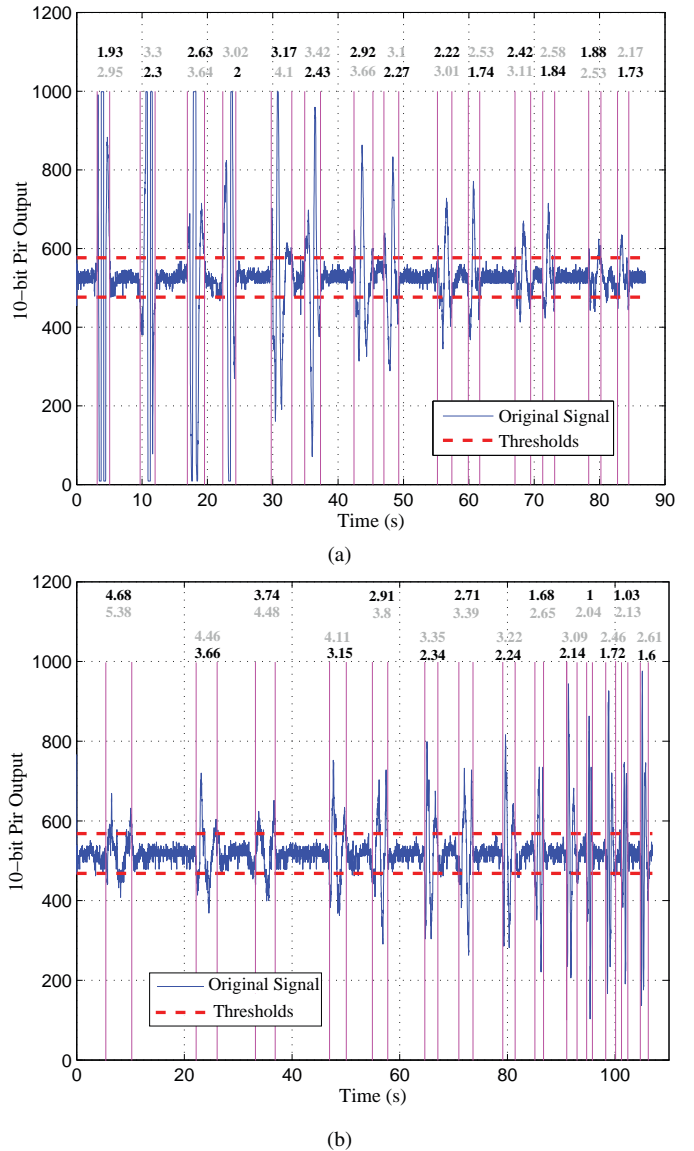 1200
1.93 3.3 2.63 3.02 3.17 3.42 2.92 3.1 2.22 2.53 2.42 2.58 1.88 2.17
2.95 2.3 3.64 2 4.1 2.43 3.66 2.27 3.01 1.74 3.11 1.84 2.53 1.73
1000
800
600
400
200
0
10-bit Pir Output
Original Signal
Thresholds
0 10 20 30 40 50 60 70 80 90
Time (s)
(a)
1200
4.68 3.74 2.91 2.71 1.68 1 1.03
5.38 4.48 3.8 3.39 2.65 2.04 2.13
4.46 4.11 3.35 3.22 3.09 2.46 2.61
3.66 3.15 2.34 2.24 2.14 1.72 1.6
1000
800
600
400
200
0
10-bit Pir Output
Original Signal
Thresholds
0 20 40 60 80 100
Time (s)
(b)